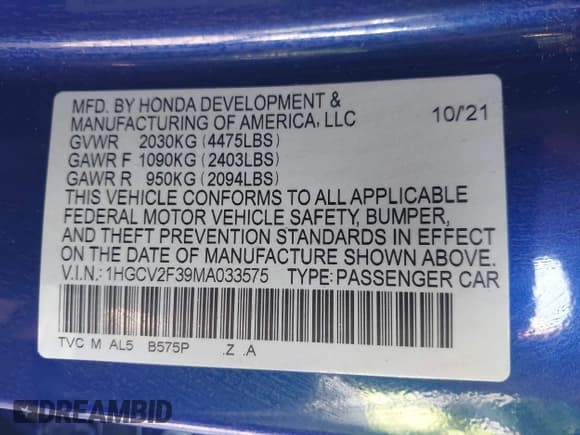 MFD. BY HONDA DEVELOPMENT &
MANUFACTURING OF AMERICA, LLC 10/21
GVWR 2030KG (4475LBS)
GAWR F 1090KG (2403LBS)
GAWR R 950KG (2094LBS)
THIS VEHICLE CONFORMS TO ALL APPLICABLE
FEDERAL MOTOR VEHICLE SAFETY, BUMPER,
AND THEFT PREVENTION STANDARDS IN EFFECT
ON THE DATE OF MANUFACTURE SHOWN ABOVE.
V.I.N.: 1HGCV2F39MA033575 TYPE: PASSENGER CAR
TVC M AL5 B575P .Z .A
DREAMBID